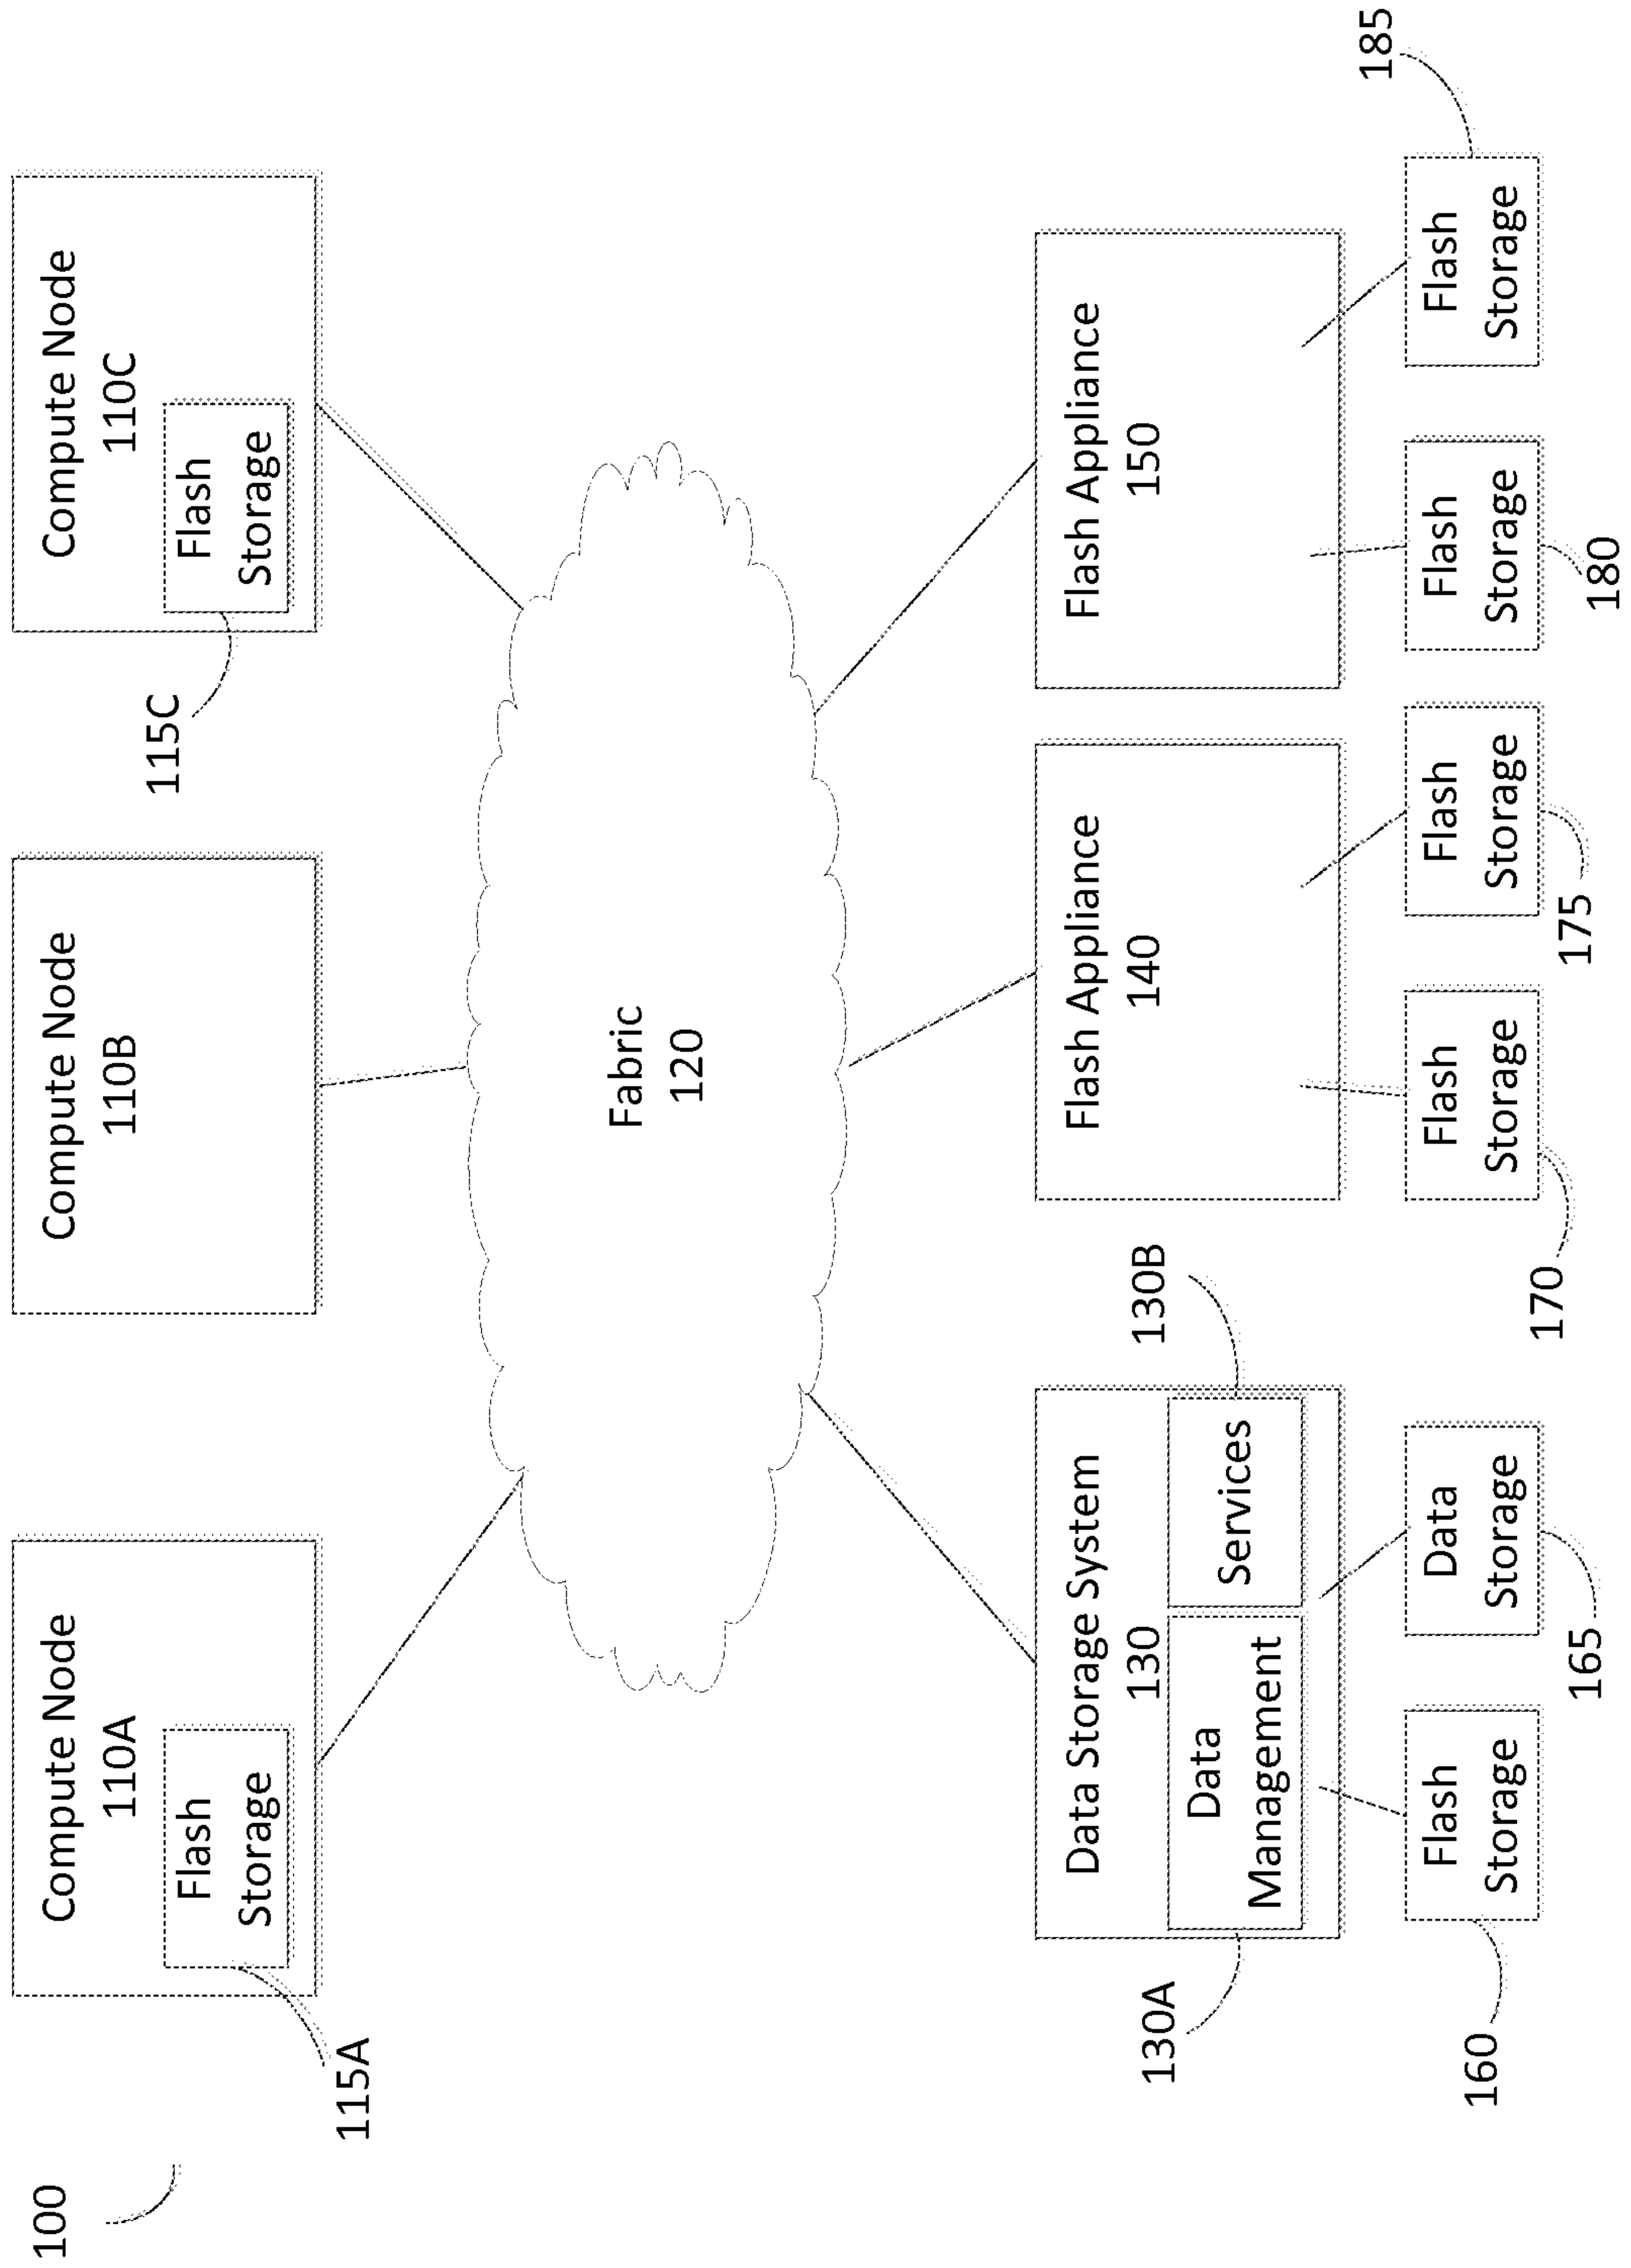 100
Compute Node
110A
Flash
Storage
115A
Compute Node
110B
Compute Node
110C
Flash
Storage
115C
Fabric
120
Data Storage System
130
Data
Management
Services
130A
130B
Flash Appliance
140
Flash Appliance
150
Flash
Storage
160
Data
Storage
165
Flash
Storage
170
Flash
Storage
175
Flash
Storage
180
Flash
Storage
185